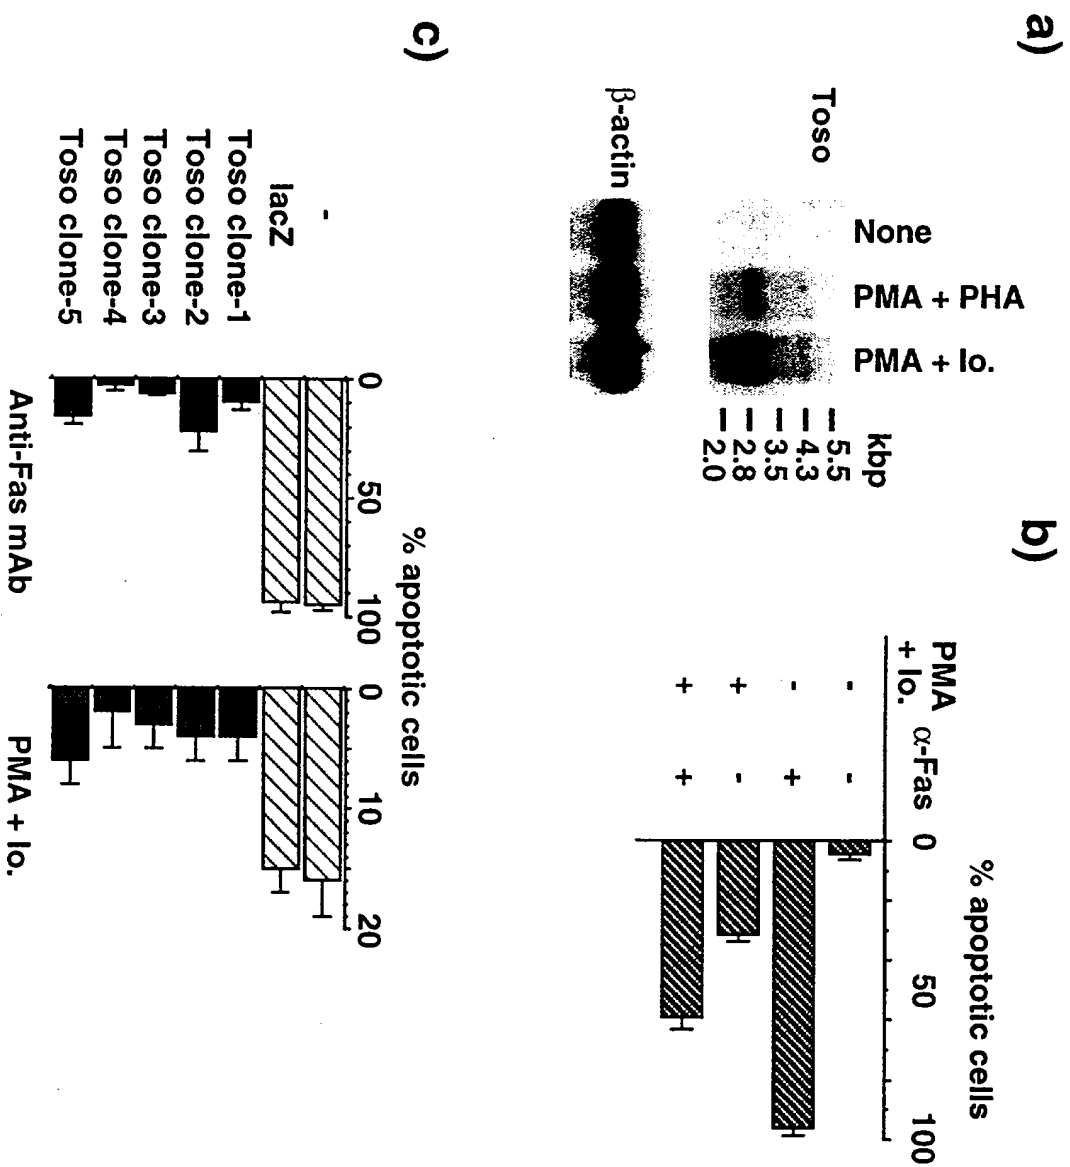 a)
None
PMA + PHA
PMA + Io.
kbp
Toso
5.5
4.3
3.5
2.8
2.0
β-actin
b)
% apoptotic cells
0 50 100
PMA
+ Io.
α-Fas
- -
- +
+ -
+ +
c)
% apoptotic cells
0 50 100
0 10 20
-
lacZ
Toso clone-1
Toso clone-2
Toso clone-3
Toso clone-4
Toso clone-5
Anti-Fas mAb
PMA + Io.